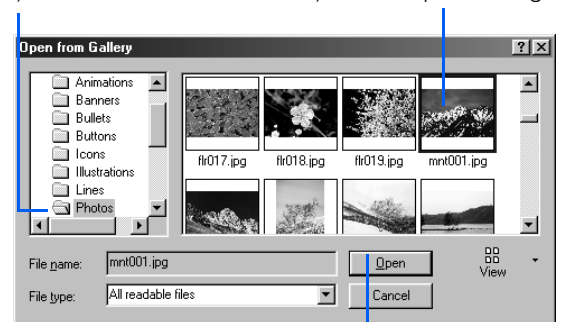 Open from Gallery
Animations
Banners
Bullets
Buttons
Icons
Illustrations
Lines
Photos
flr017.jpg
flr018.jpg
flr019.jpg
mnt001.jpg
File name:
mnt001.jpg
Open
View
File type:
All readable files
Cancel